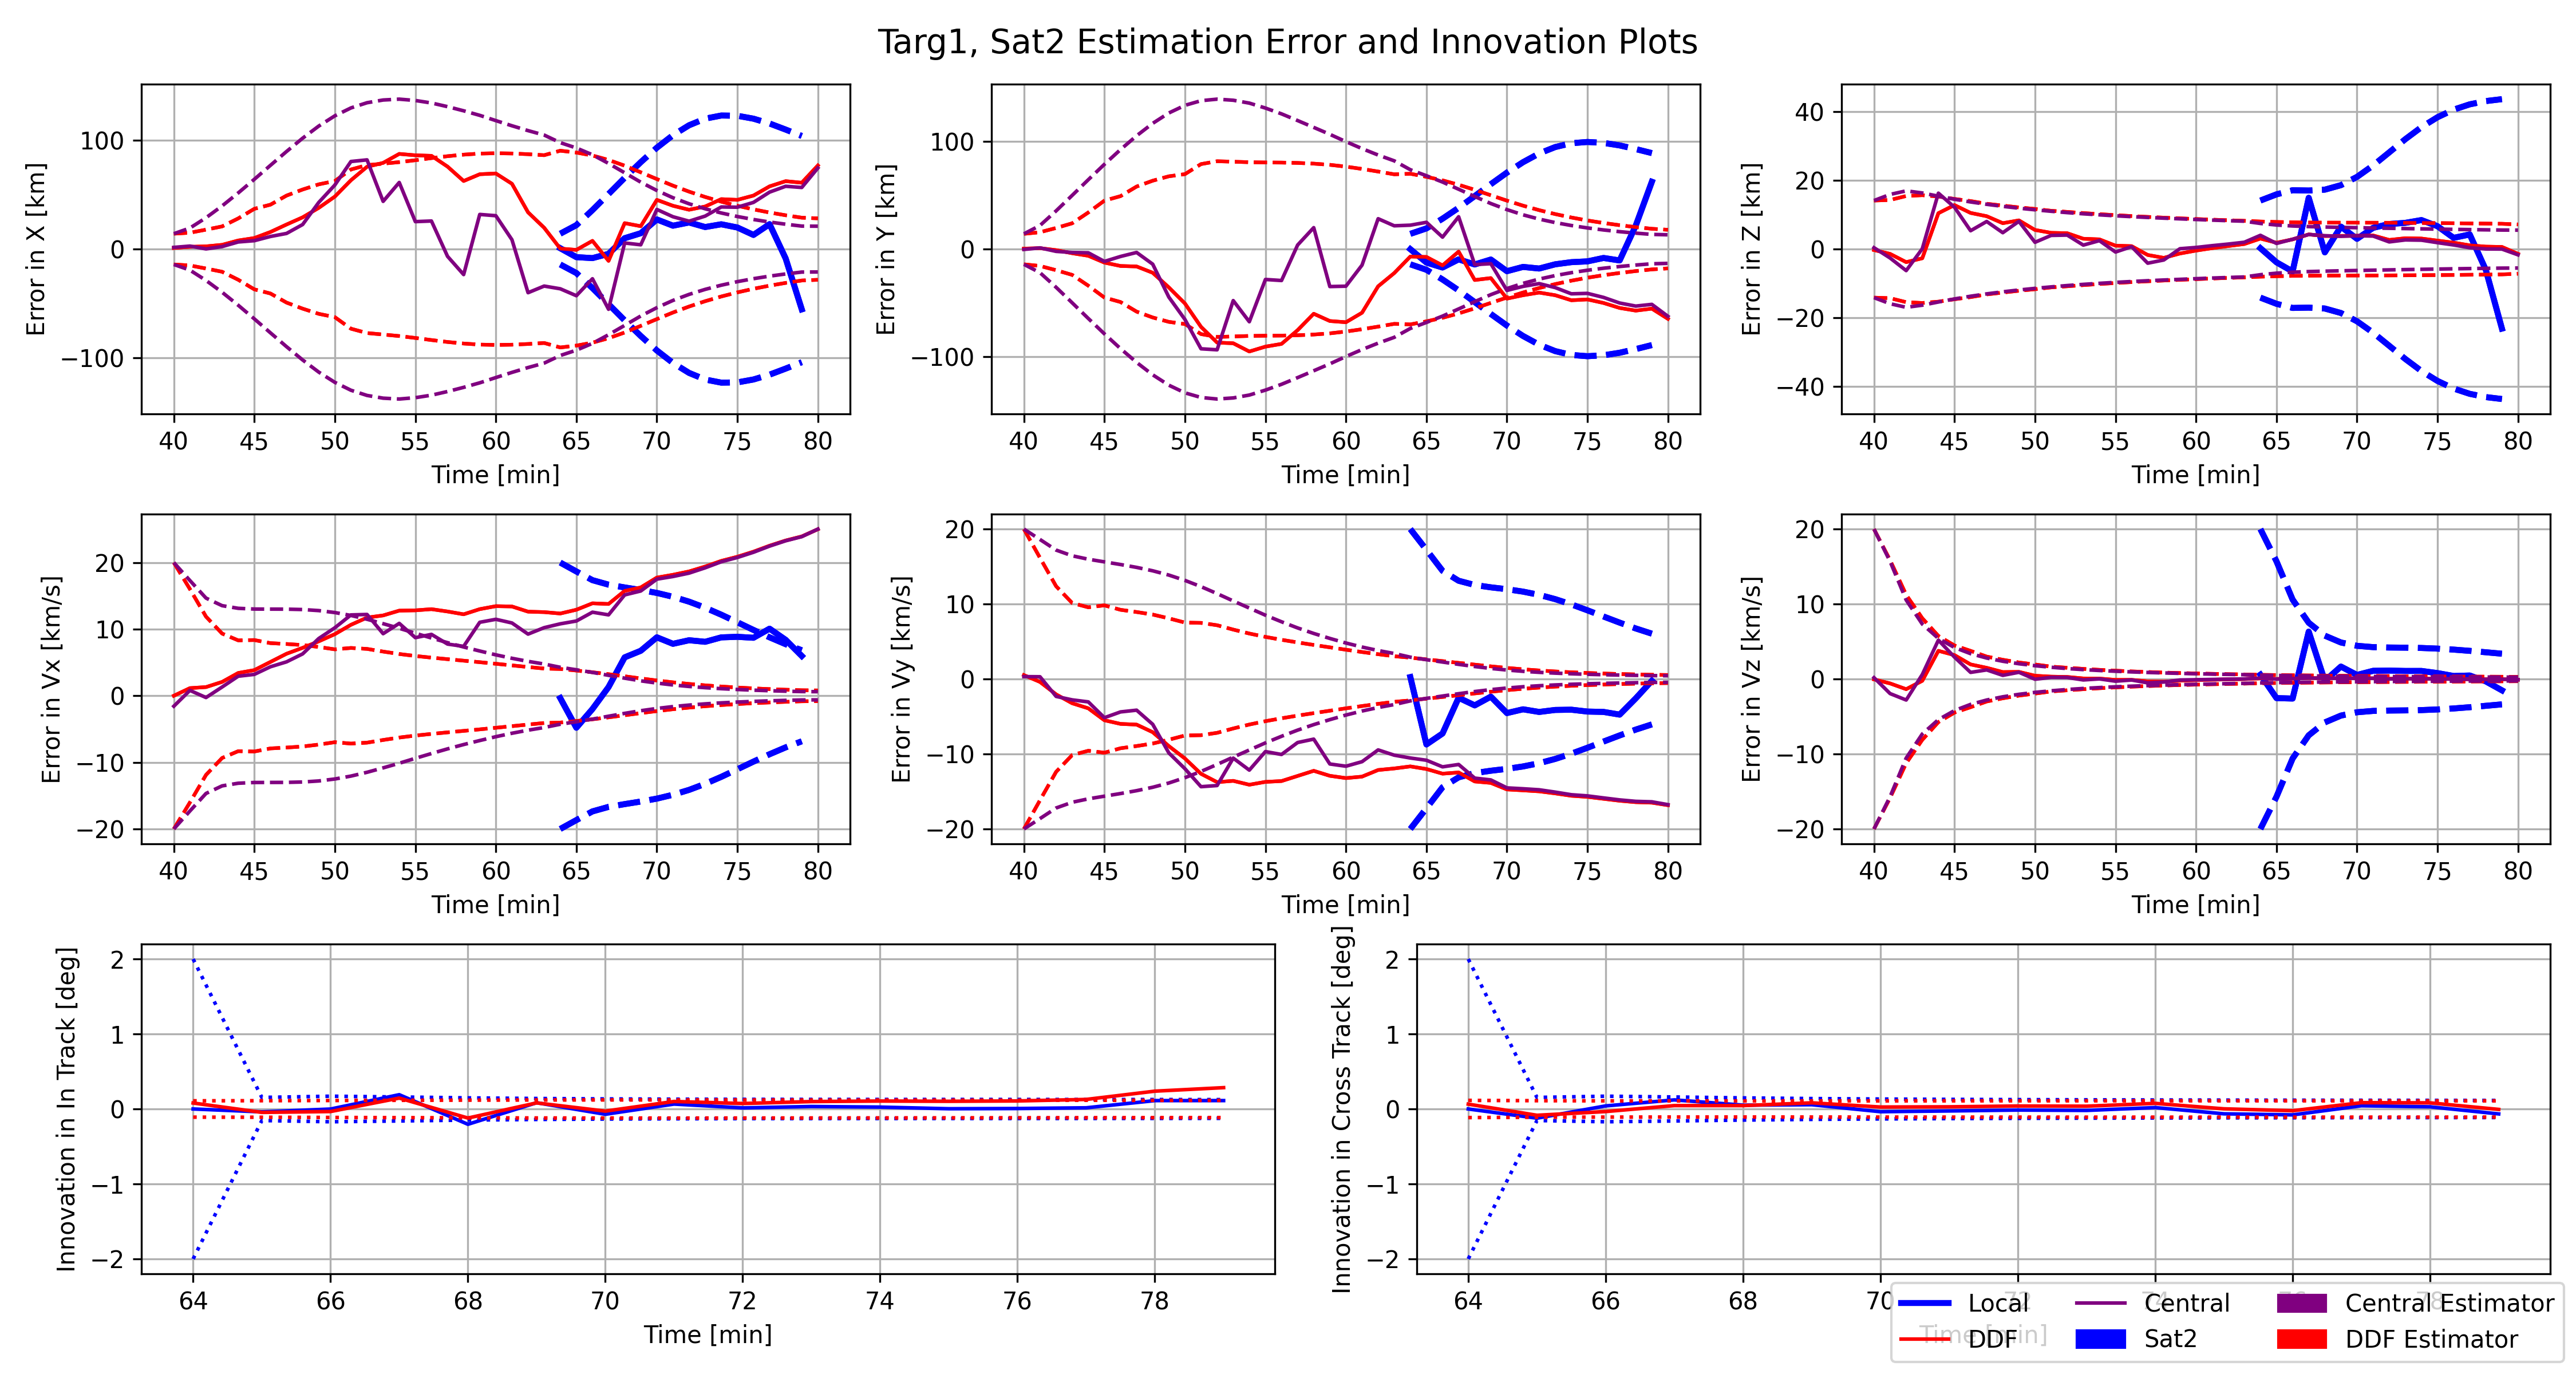 Targ1, Sat2 Estimation Error and Innovation Plots
Error in X [km]
100
0
−100
40 45 50 55 60 65 70 75 80
Time [min]
Error in Y [km]
100
0
−100
40 45 50 55 60 65 70 75 80
Time [min]
Error in Z [km]
40
20
0
−20
−40
40 45 50 55 60 65 70 75 80
Time [min]
Error in Vx [km/s]
20
10
0
−10
−20
40 45 50 55 60 65 70 75 80
Time [min]
Error in Vy [km/s]
20
10
0
−10
−20
40 45 50 55 60 65 70 75 80
Time [min]
Error in Vz [km/s]
20
10
0
−10
−20
40 45 50 55 60 65 70 75 80
Time [min]
Innovation in In Track [deg]
2
1
0
−1
−2
64 66 68 70 72 74 76 78
Time [min]
Innovation in Cross Track [deg]
2
1
0
−1
−2
64 66 68 70 72 74 76 78
Time [min]
Local Central Central Estimator
DDF Sat2 DDF Estimator